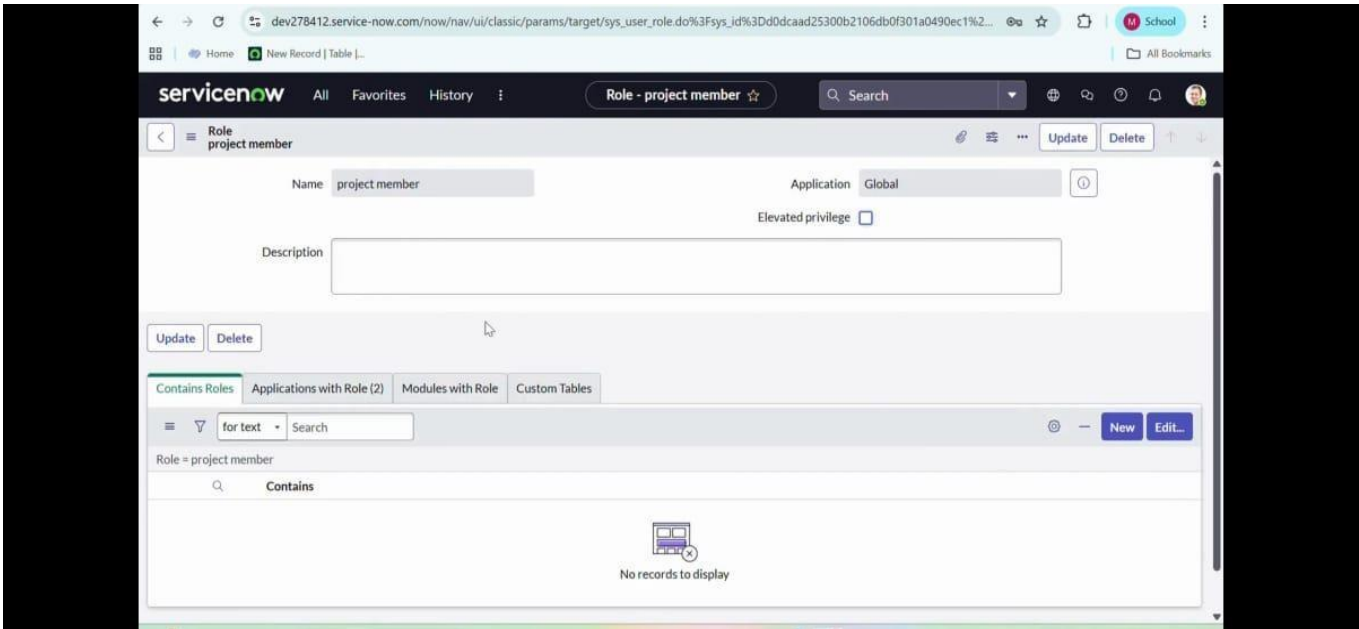 dev278412.service-now.com/now/nav/ui/classic/params/target/sys_user_role.do%3Fsys_id%3Dd0dcaad25300b2106db0f301a0490ec1%2...
M School
Home New Record | Table |... All Bookmarks
servicenow All Favorites History Role - project member Search
Role
project member
Update Delete
Name project member Application Global
Elevated privilege
Description
Update Delete
Contains Roles Applications with Role (2) Modules with Role Custom Tables
for text Search New Edit...
Role = project member
Contains
No records to display